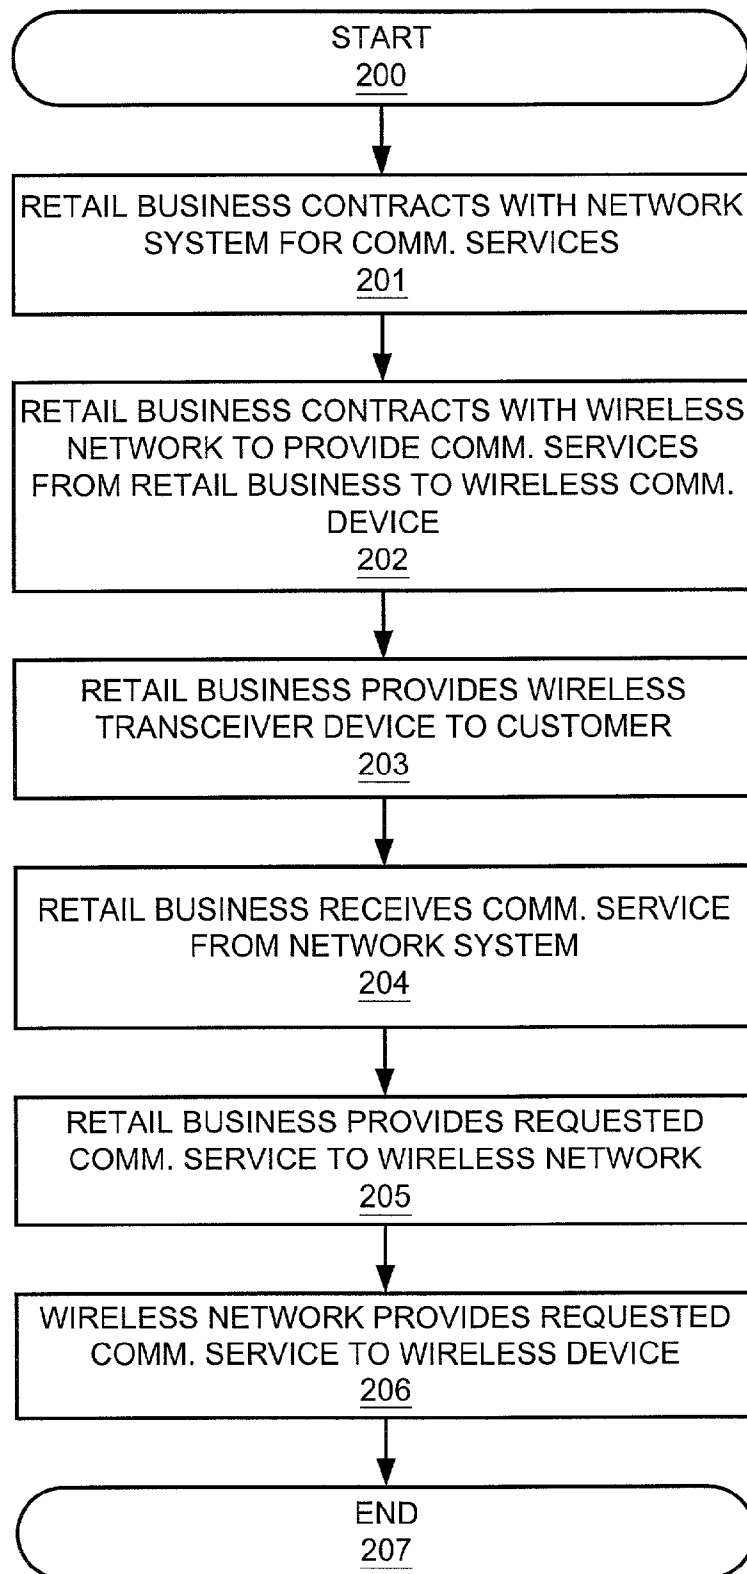 START
200
RETAIL BUSINESS CONTRACTS WITH NETWORK
SYSTEM FOR COMM. SERVICES
201
RETAIL BUSINESS CONTRACTS WITH WIRELESS
NETWORK TO PROVIDE COMM. SERVICES
FROM RETAIL BUSINESS TO WIRELESS COMM.
DEVICE
202
RETAIL BUSINESS PROVIDES WIRELESS
TRANSCEIVER DEVICE TO CUSTOMER
203
RETAIL BUSINESS RECEIVES COMM. SERVICE
FROM NETWORK SYSTEM
204
RETAIL BUSINESS PROVIDES REQUESTED
COMM. SERVICE TO WIRELESS NETWORK
205
WIRELESS NETWORK PROVIDES REQUESTED
COMM. SERVICE TO WIRELESS DEVICE
206
END
207